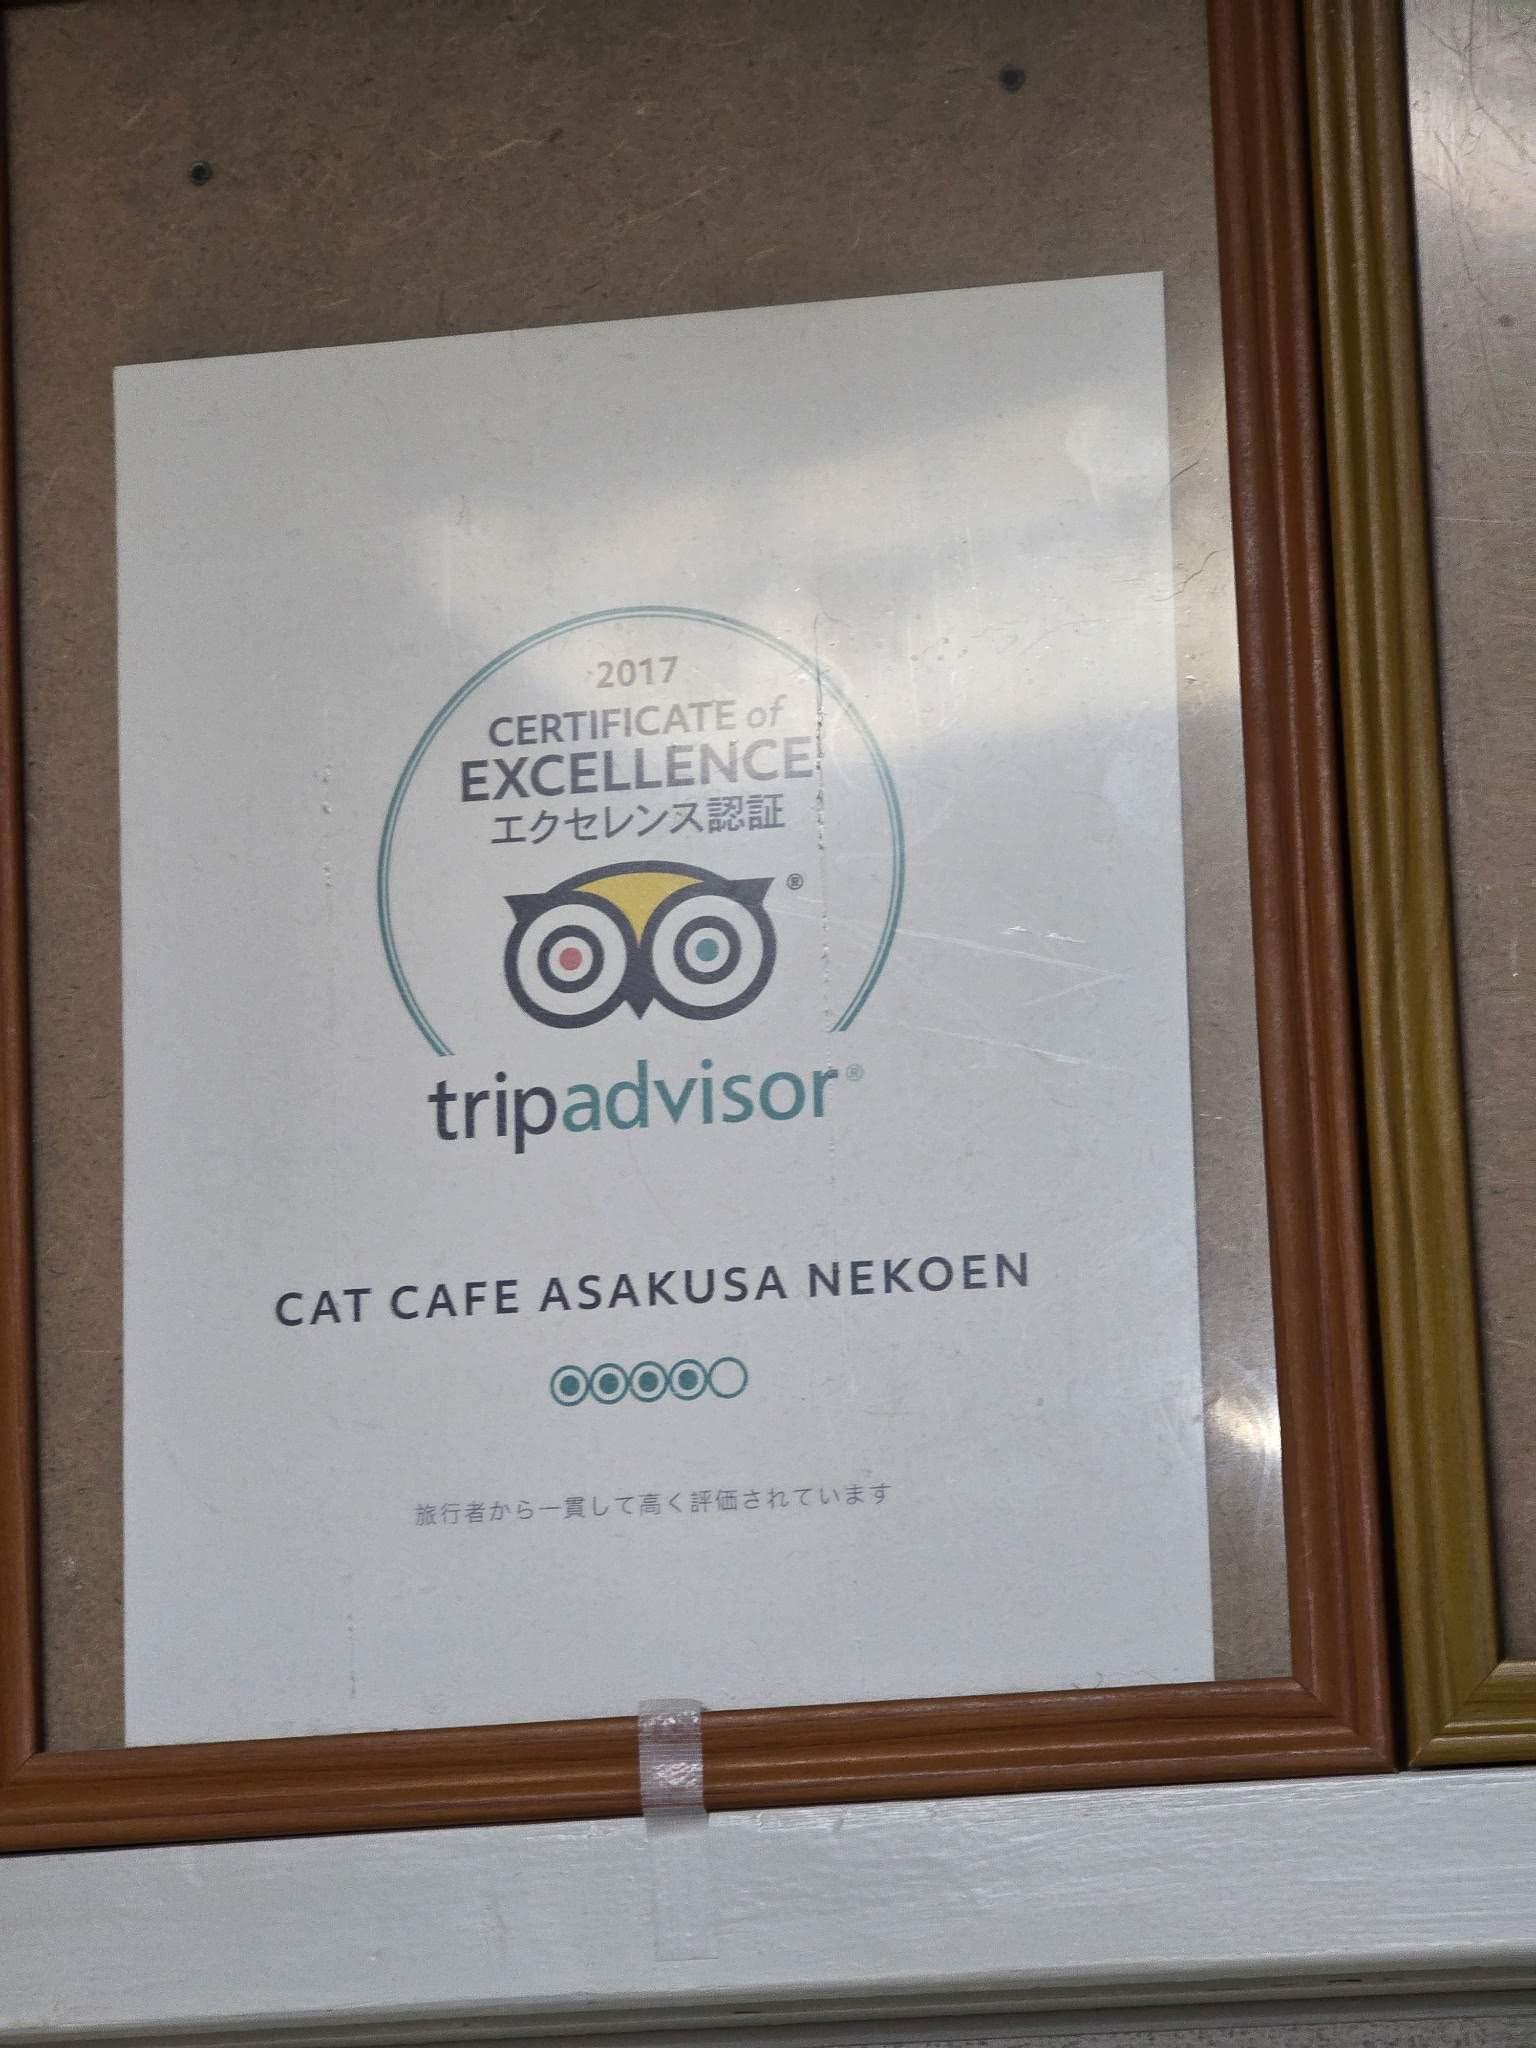 2017
CERTIFICATE of
EXCELLENCE
エクセレンス認証
®
tripadvisor®
CAT CAFE ASAKUSA NEKOEN
旅行者から一貫して高く評価されています